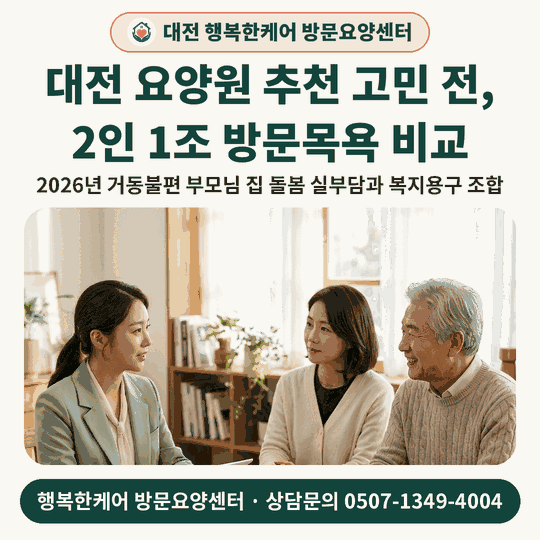 대전 행복한케어 방문요양센터
대전 요양원 추천 고민 전,
2인 1조 방문목욕 비교
2026년 거동불편 부모님 집 돌봄 실부담과 복지용구 조합
행복한케어 방문요양센터 · 상담문의 0507-1349-4004